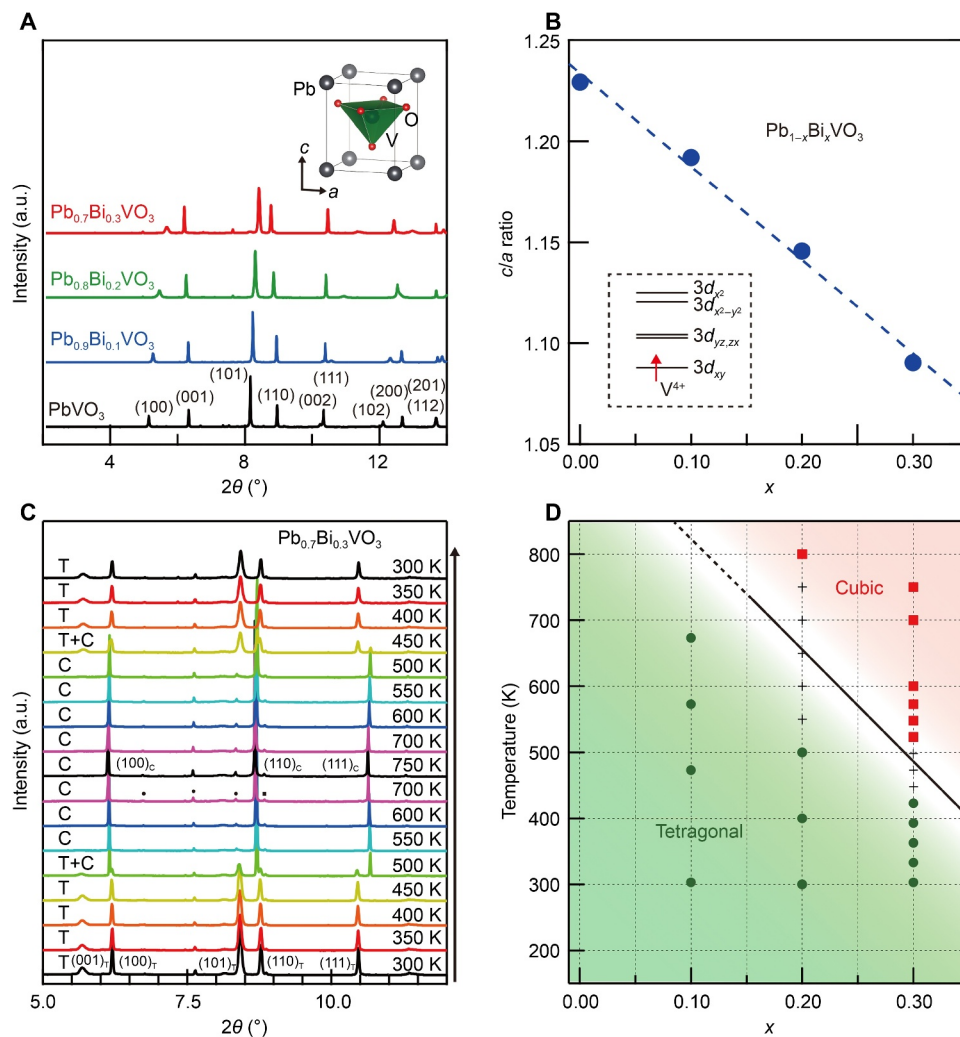 A
Pb
O
V
c
a
Pb0.7Bi0.3VO3
Pb0.8Bi0.2VO3
Pb0.9Bi0.1VO3
PbVO3
(100)
(001)
(101)
(110)
(002)
(111)
(102)
(200)
(201)
(112)
Intensity (a.u.)
4 8 12
2θ (°)
B
1.25
1.20
1.15
1.10
1.05
c/a ratio
Pb1−xBixVO3
3dx2
3dx2−y2
3dyz,zx
3dxy
V4+
0.00 0.10 0.20 0.30
x
C
Pb0.7Bi0.3VO3
T 300 K
T 350 K
T 400 K
T+C 450 K
C 500 K
C 550 K
C 600 K
C 700 K
C (100)C (110)C (111)C 750 K
C 700 K
C 600 K
C 550 K
T+C 500 K
T 450 K
T 400 K
T 350 K
T (001)T (100)T (101)T (110)T (111)T 300 K
Intensity (a.u.)
5.0 7.5 10.0
2θ (°)
D
800
700
600
500
400
300
200
Temperature (K)
Cubic
Tetragonal
0.00 0.10 0.20 0.30
x